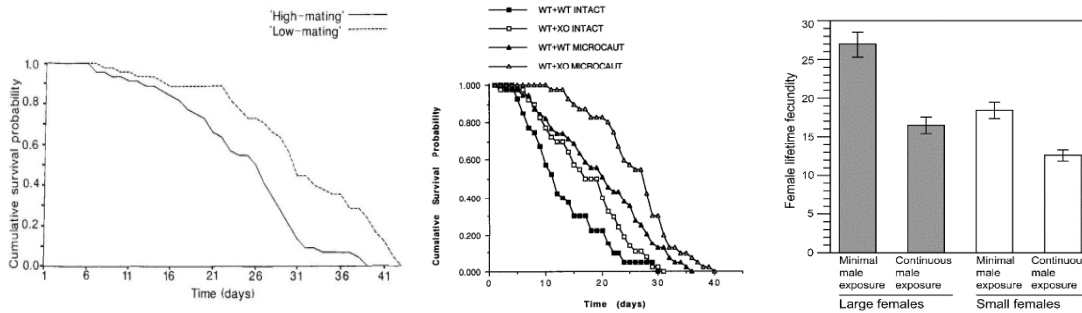 'High-mating'
'Low-mating'
Cumulative survival probability
1.0
0.8
0.6
0.4
0.2
0.0
1 6 11 16 21 26 31 36 41
Time (days)
WT+WT INTACT
WT+XO INTACT
WT+WT MICROCAUT
WT+XO MICROCAUT
Cumulative Survival Probability
1.000
0.800
0.600
0.400
0.200
0.000
0 10 20 30 40 50
Time (days)
Female lifetime fecundity
30
25
20
15
10
5
0
Minimal male exposure
Continuous male exposure
Minimal male exposure
Continuous male exposure
Large females
Small females